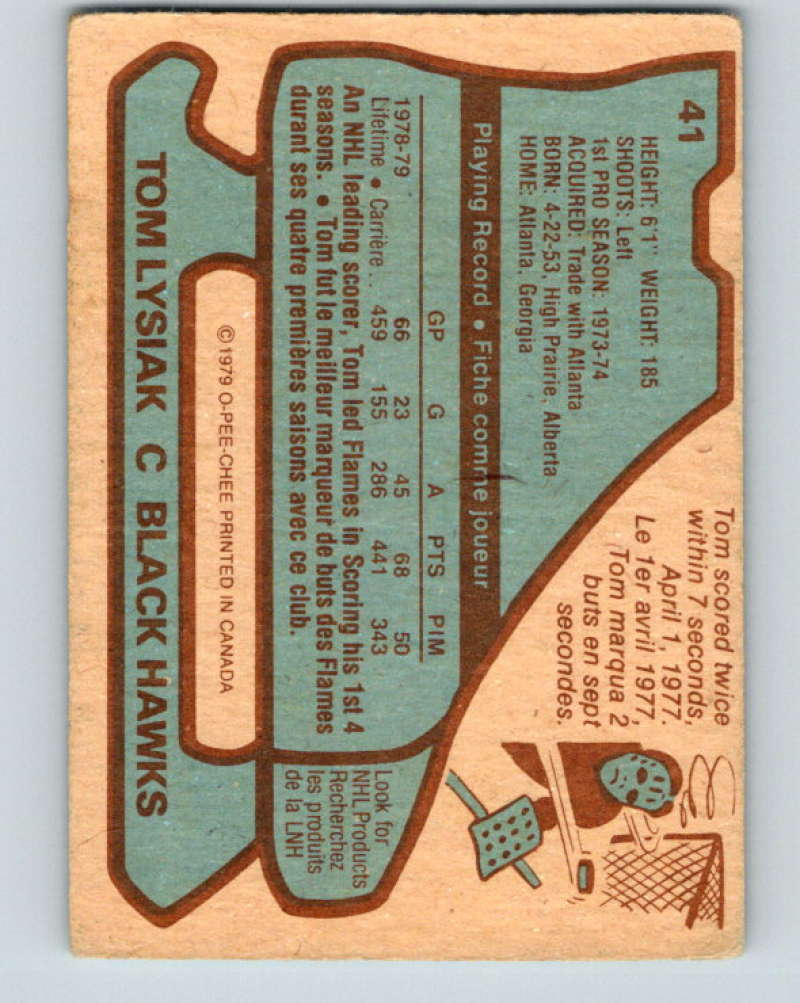 41
HEIGHT: 6'1" WEIGHT: 185
SHOOTS: Left
1st PRO SEASON: 1973-74
ACQUIRED: Trade with Atlanta
BORN: 4-22-53, High Prairie, Alberta
HOME: Atlanta, Georgia
Tom scored twice
within 7 seconds,
April 1, 1977.
Le 1er avril 1977,
Tom marqua 2
buts en sept
secondes.
Playing Record • Fiche comme joueur
GP G A PTS PIM
1978-79 66 23 45 68 50
Lifetime • Carrière... 459 155 286 441 343
An NHL leading scorer, Tom led Flames in Scoring his 1st 4
seasons. • Tom fut le meilleur marqueur de buts des Flames
durant ses quatre premières saisons avec ce club.
Look for
NHL Products
Recherchez
les produits
de la LNH
©1979 O-PEE-CHEE PRINTED IN CANADA
TOM LYSIAK C BLACK HAWKS